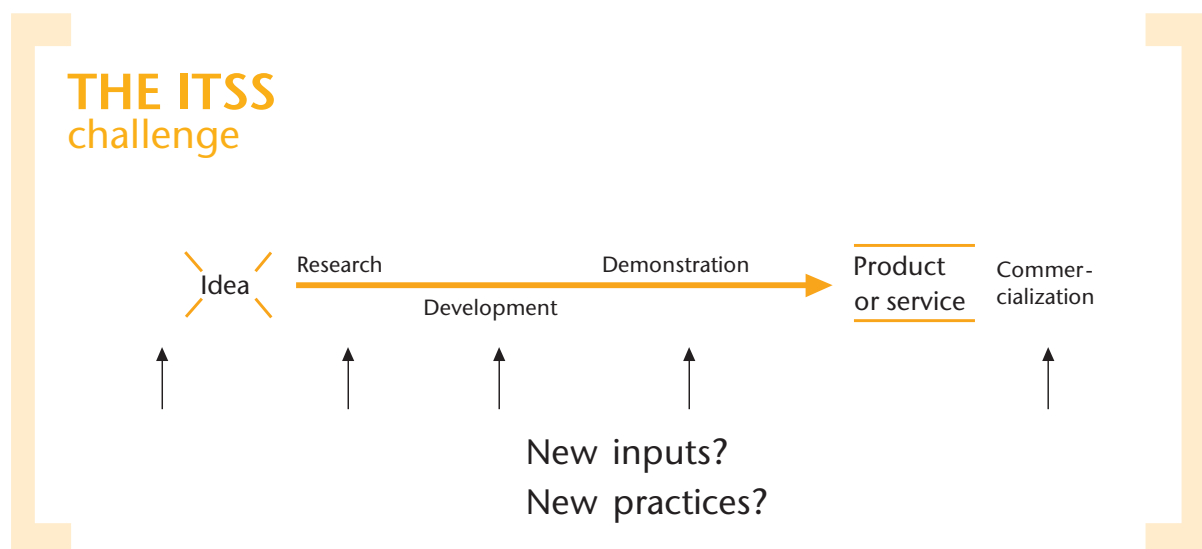 THE ITSS
challenge
Idea
Research
Development
Demonstration
Product
or service
Commer-
cialization
New inputs?
New practices?